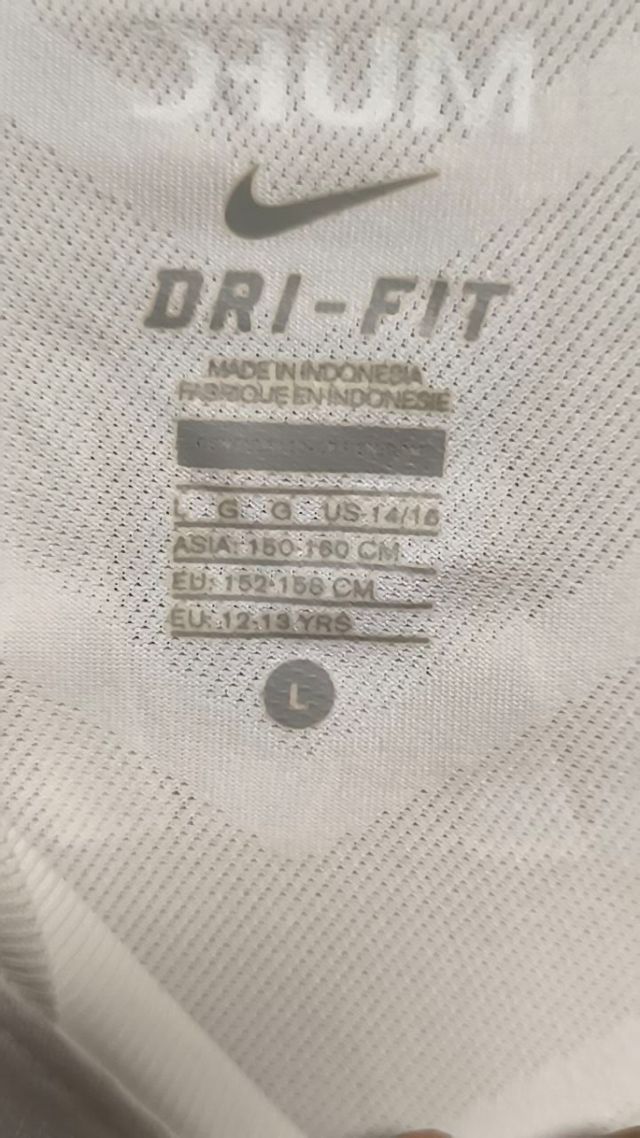 MUFC
DRI-FIT
MADE IN INDONESIA
FABRIQUE EN INDONESIE
L G G US 14/16
ASIA: 150-160 CM
EU: 152-158 CM
EU: 12-13 YRS
L